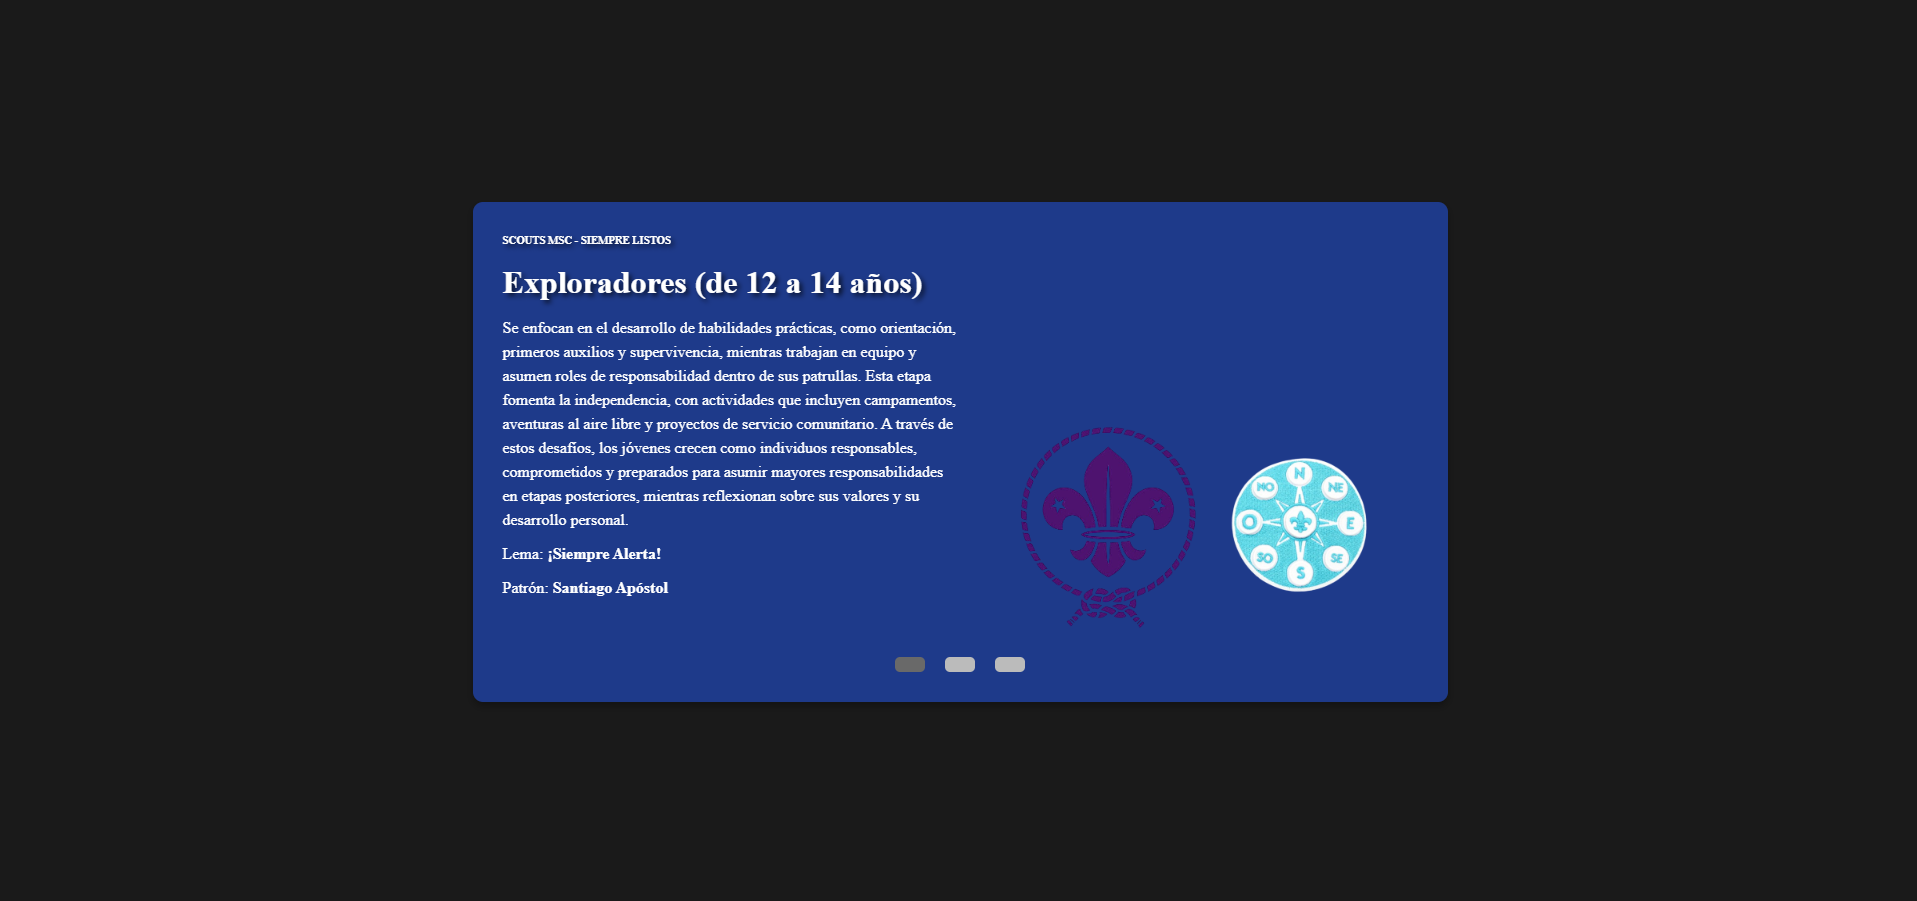 SCOUTS MSC - SIEMPRE LISTOS
Exploradores (de 12 a 14 años)
Se enfocan en el desarrollo de habilidades prácticas, como orientación,
primeros auxilios y supervivencia, mientras trabajan en equipo y
asumen roles de responsabilidad dentro de sus patrullas. Esta etapa
fomenta la independencia, con actividades que incluyen campamentos,
aventuras al aire libre y proyectos de servicio comunitario. A través de
estos desafíos, los jóvenes crecen como individuos responsables,
comprometidos y preparados para asumir mayores responsabilidades
en etapas posteriores, mientras reflexionan sobre sus valores y su
desarrollo personal.
Lema: ¡Siempre Alerta!
Patrón: Santiago Apóstol
N
NO NE
O E
SO SE
S